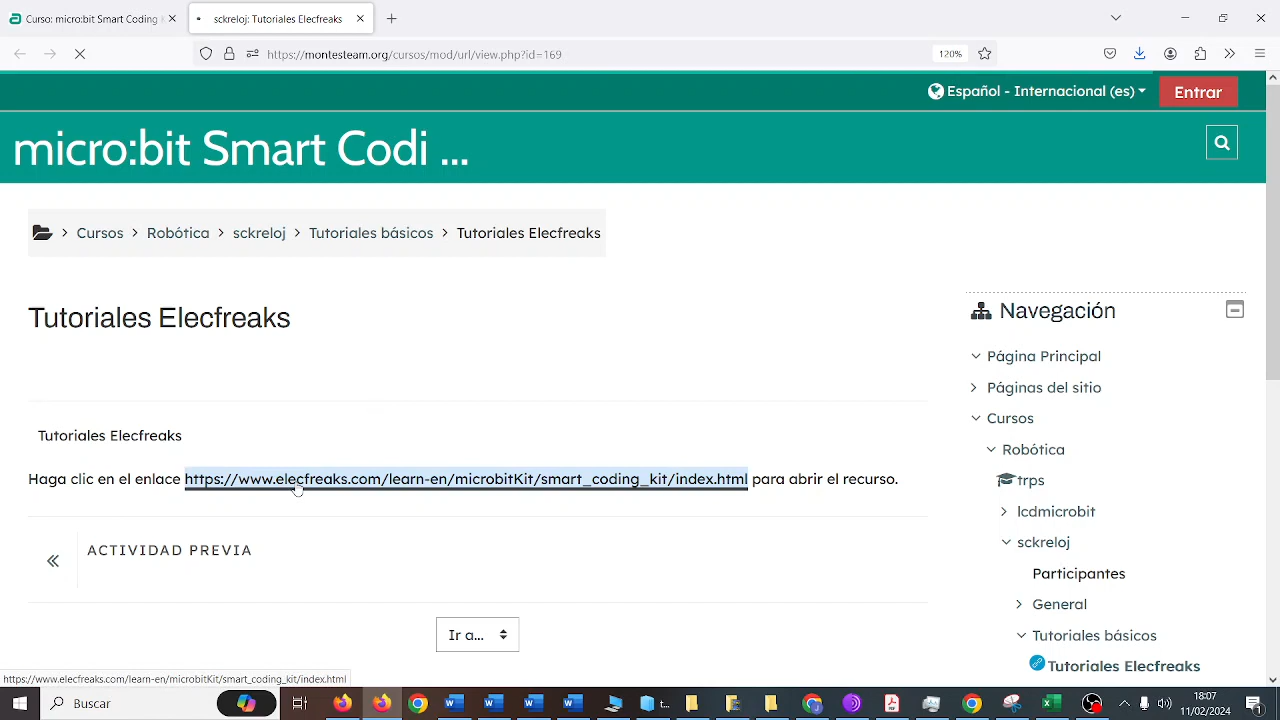 Curso: micro:bit Smart Coding
sckreloj: Tutoriales Elecfreaks
https://montesteam.org/cursos/mod/url/view.php?id=169
120%
Español - Internacional (es)
Entrar
micro:bit Smart Codi ...
Cursos > Robótica > sckreloj > Tutoriales básicos > Tutoriales Elecfreaks
Tutoriales Elecfreaks
Navegación
Página Principal
Páginas del sitio
Cursos
Tutoriales Elecfreaks
Robótica
Haga clic en el enlace https://www.elecfreaks.com/learn-en/microbitKit/smart_coding_kit/index.html para abrir el recurso.
trps
lcdmicrobit
ACTIVIDAD PREVIA
sckreloj
Participantes
General
Ir a...
Tutoriales básicos
Tutoriales Elecfreaks
https://www.elecfreaks.com/learn-en/microbitKit/smart_coding_kit/index.html
Buscar
18:07
11/02/2024